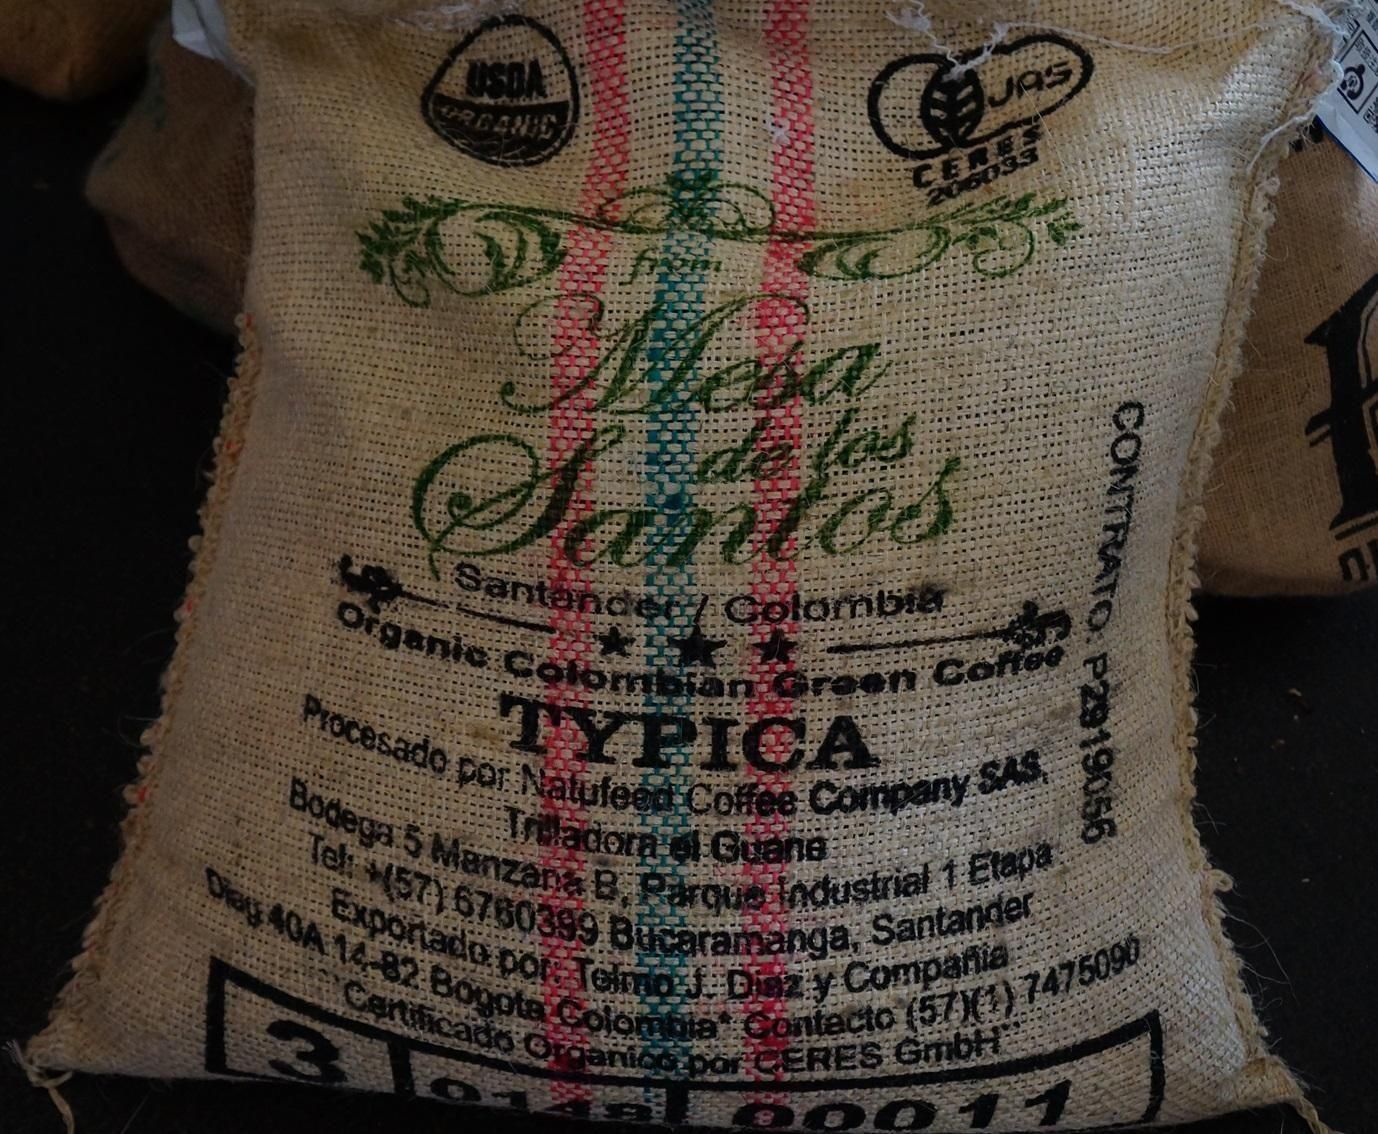 USDA
ORGANIC
JAS
CERES
206033
from
Mesa
de los
Santos
Santander / Colombia
Organic Colombian Green Coffee
TYPICA
Procesado por Natufeed Coffee Company SAS.
Trilladora el Guane
Bodega 5 Manzana B, Parque Industrial 1 Etapa
Tel: +(57) 6760399 Bucaramanga, Santander
Exportado por: Telmo J. Diaz y Compañia
Diag 40A 14-82 Bogota Colombia* Contacto (57)(1) 7475090
¨Certificado Organico por CERES GmbH¨
3 0148 00011
CONTRATO. P29190566